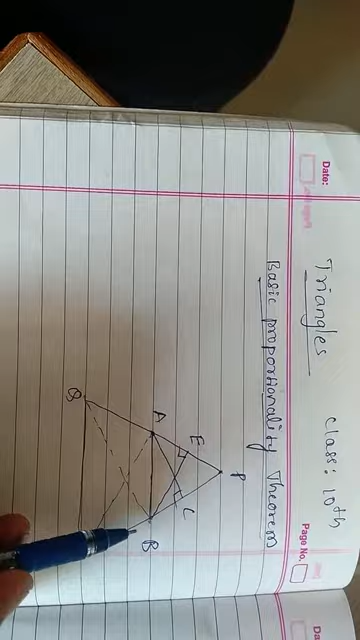 Date:
Page No.
Triangles Class: 10th
Basic proportionality Theorem
P
E
C
A
B
Q